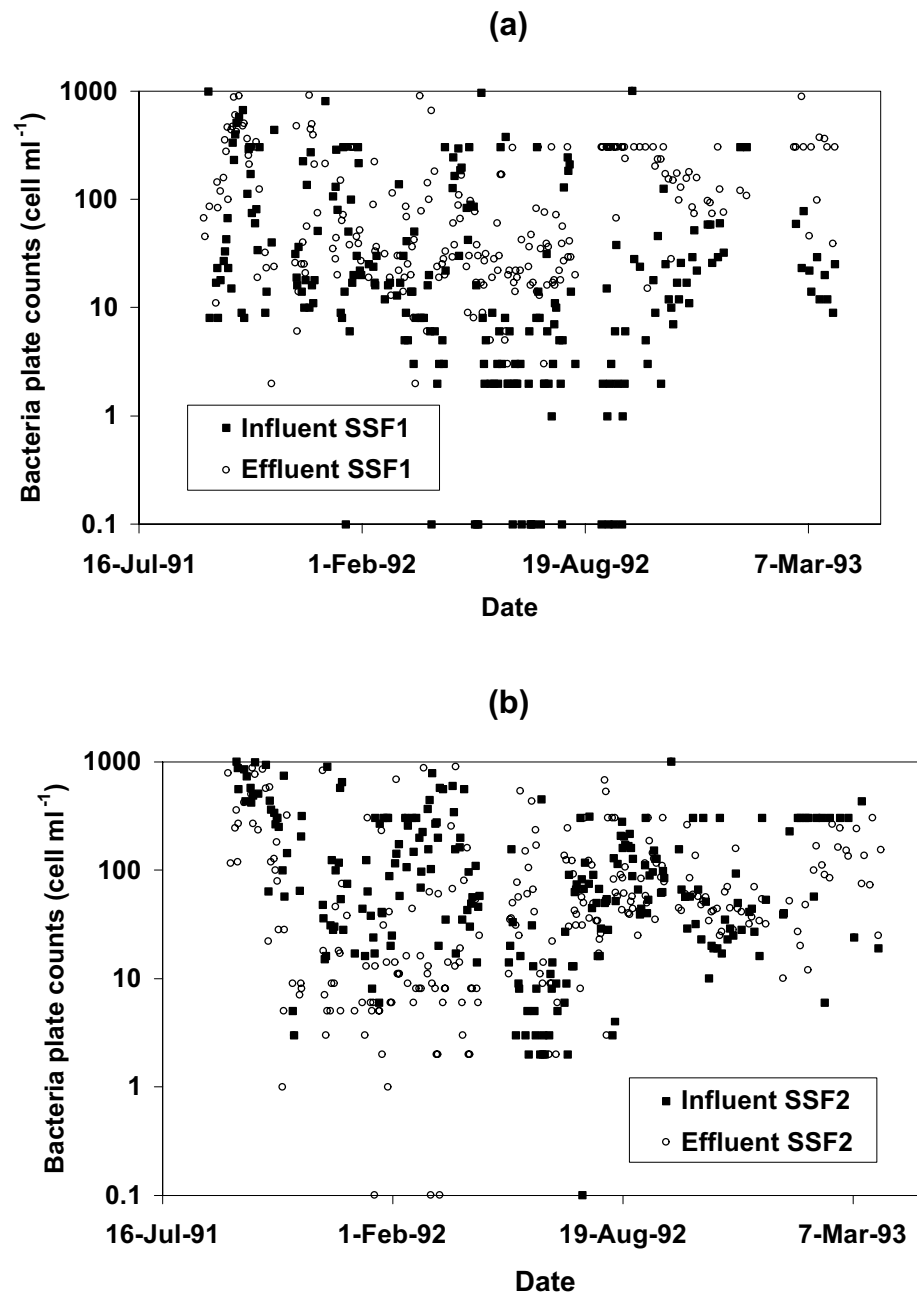 (a)
Bacteria plate counts (cell ml⁻¹)
1000
100
10
1
0.1
Influent SSF1
Effluent SSF1
16-Jul-91 1-Feb-92 19-Aug-92 7-Mar-93
Date
(b)
Bacteria plate counts (cell ml⁻¹)
1000
100
10
1
0.1
Influent SSF2
Effluent SSF2
16-Jul-91 1-Feb-92 19-Aug-92 7-Mar-93
Date